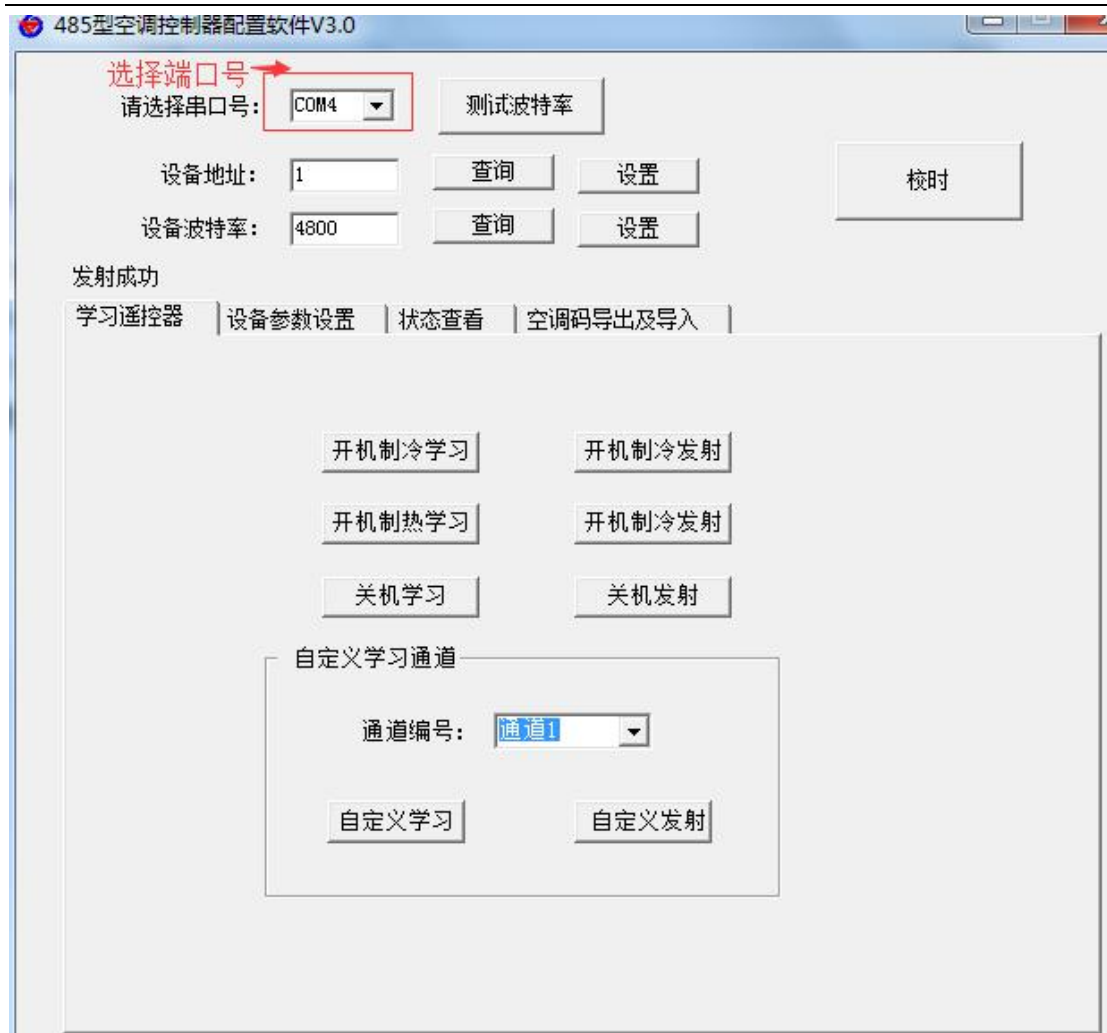 485型空调控制器配置软件V3.0
选择端口号
请选择串口号： COM4 测试波特率
设备地址： 1 查询 设置 校时
设备波特率： 4800 查询 设置
发射成功
学习遥控器 设备参数设置 状态查看 空调码导出及导入
开机制冷学习 开机制冷发射
开机制热学习 开机制冷发射
关机学习 关机发射
自定义学习通道
通道编号： 通道1
自定义学习 自定义发射